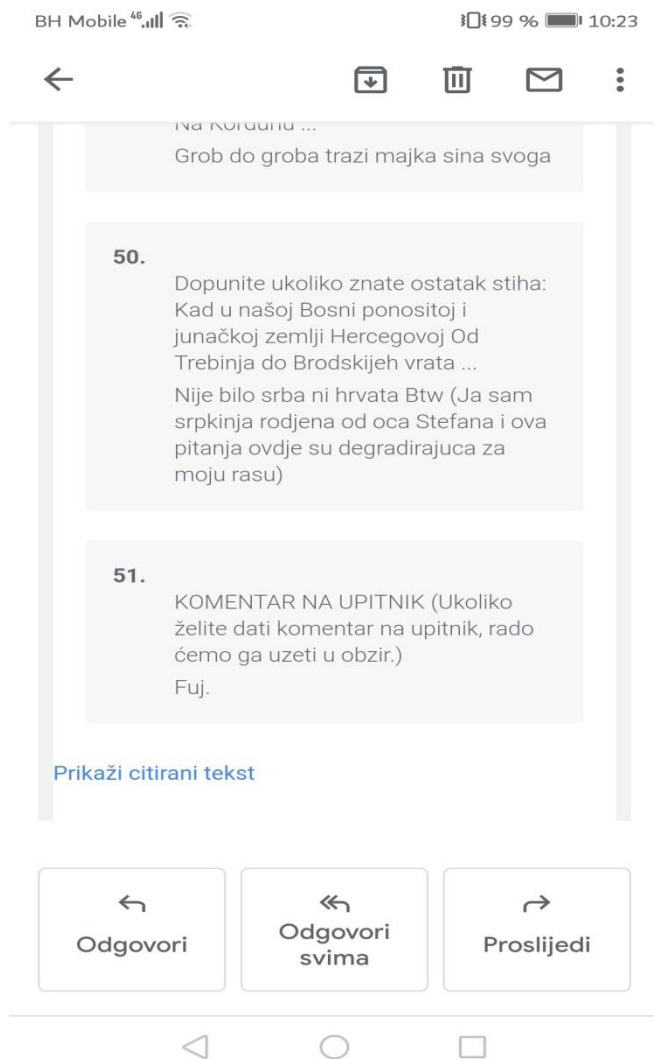 BH Mobile 4G 99 % 10:23
Na Kordunu ...
Grob do groba trazi majka sina svoga
50.
Dopunite ukoliko znate ostatak stiha:
Kad u našoj Bosni ponositoj i
junačkoj zemlji Hercegovoj Od
Trebinja do Brodskijeh vrata ...
Nije bilo srba ni hrvata Btw (Ja sam
srpkinja rodjena od oca Stefana i ova
pitanja ovdje su degradirajuca za
moju rasu)
51.
KOMENTAR NA UPITNIK (Ukoliko
želite dati komentar na upitnik, rado
ćemo ga uzeti u obzir.)
Fuj.
Prikaži citirani tekst
Odgovori
Odgovori
svima
Proslijedi